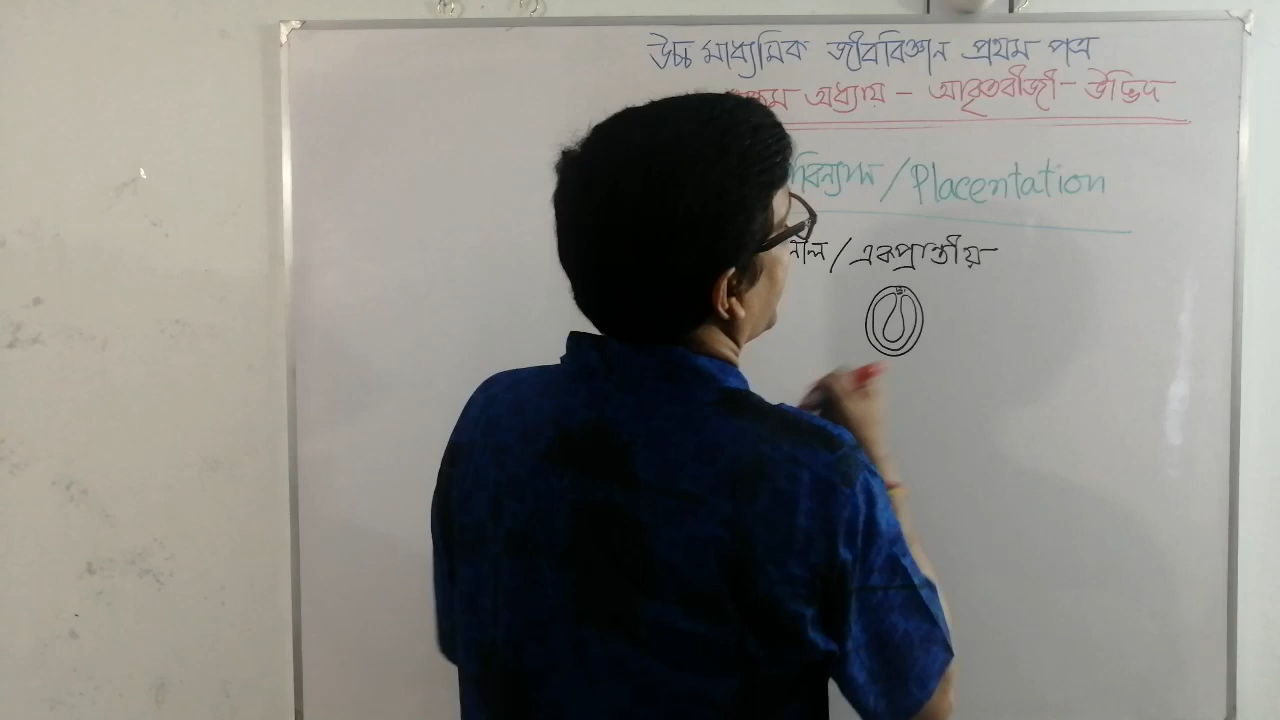 উচ্চ মাধ্যমিক জীববিজ্ঞান প্রথম পত্র
অধ্যায় - আবৃতবীজী - উদ্ভিদ
/ Placentation
/ একপ্রান্তীয়